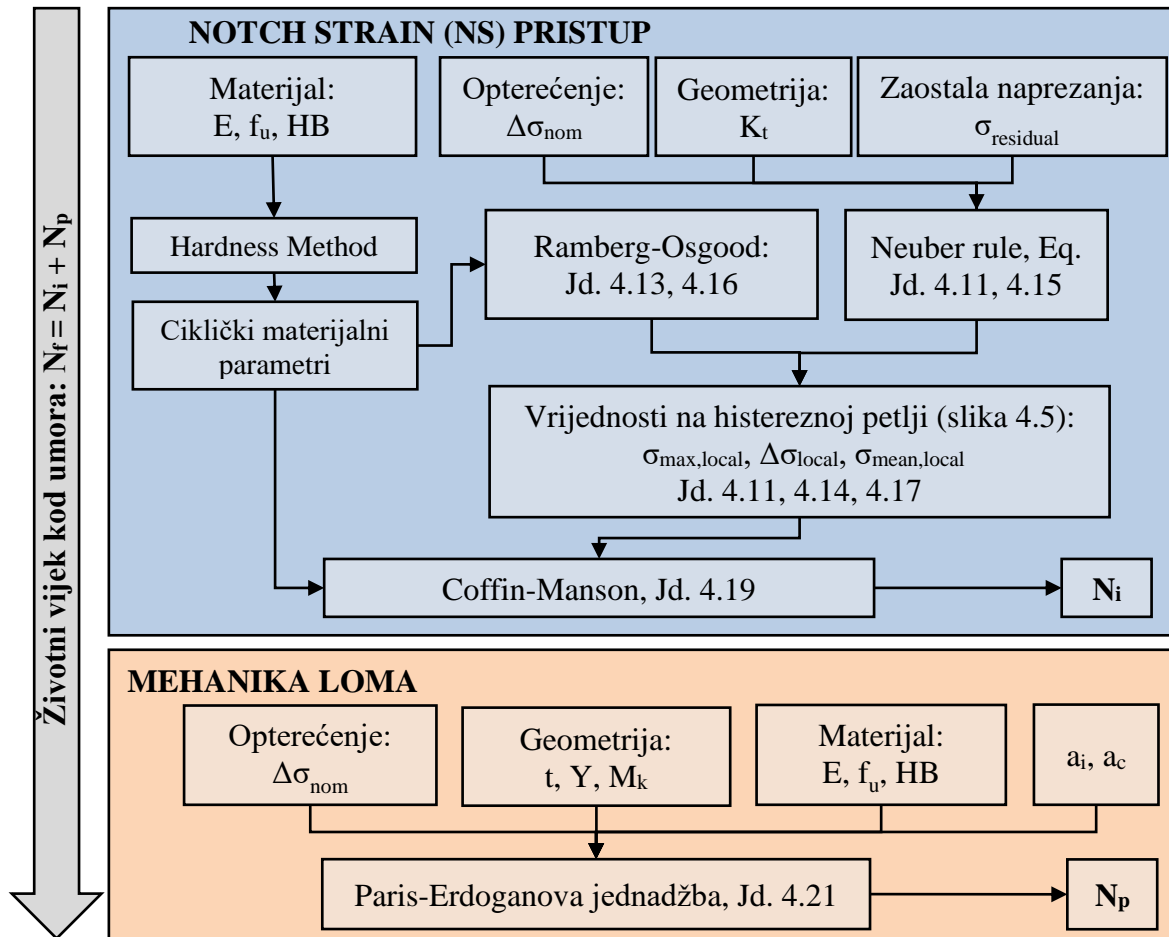 Životni vijek kod umora: Nf = Ni + Np
NOTCH STRAIN (NS) PRISTUP
Materijal:
E, fu, HB
Opterećenje:
Δσnom
Geometrija:
Kt
Zaostala naprezanja:
σresidual
Hardness Method
Ramberg-Osgood:
Jd. 4.13, 4.16
Neuber rule, Eq.
Jd. 4.11, 4.15
Ciklički materijalni
parametri
Vrijednosti na histereznoj petlji (slika 4.5):
σmax,local, Δσlocal, σmean,local
Jd. 4.11, 4.14, 4.17
Coffin-Manson, Jd. 4.19
Ni
MEHANIKA LOMA
Opterećenje:
Δσnom
Geometrija:
t, Y, Mk
Materijal:
E, fu, HB
ai, ac
Paris-Erdoganova jednadžba, Jd. 4.21
Np